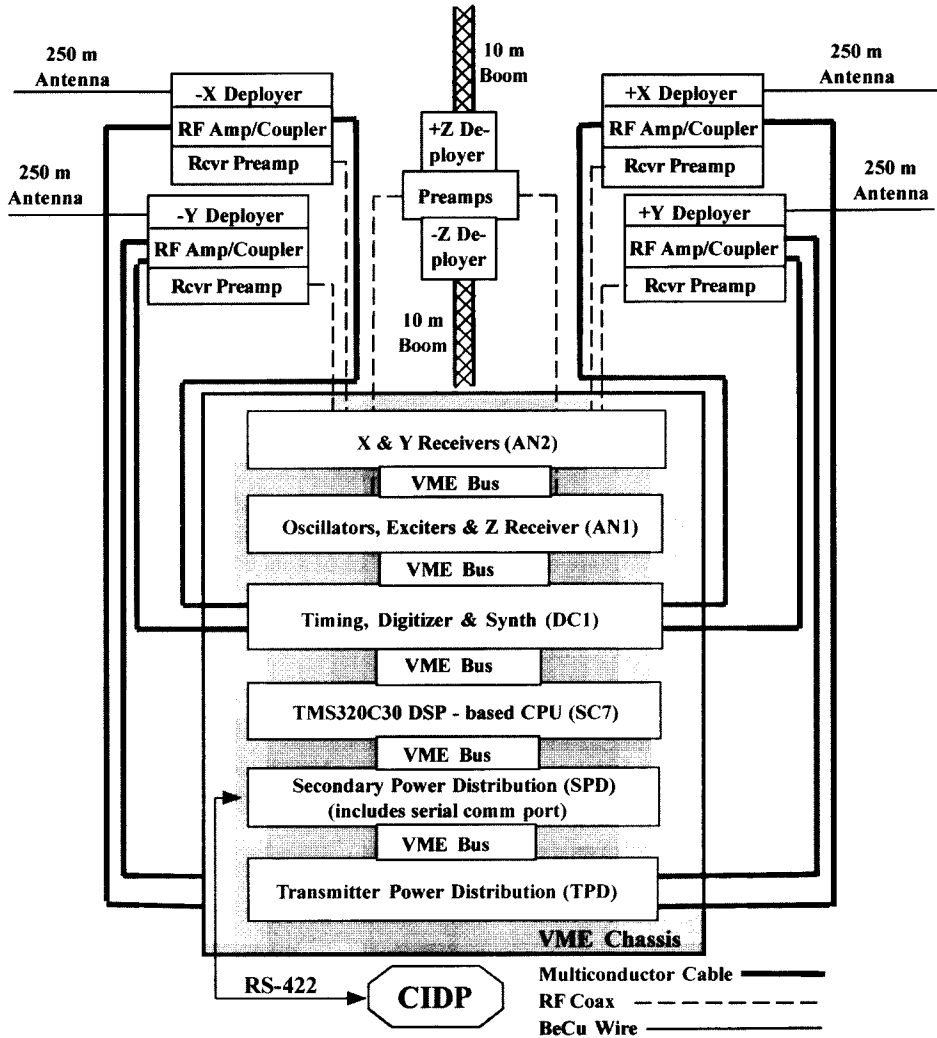 250 m
Antenna
-X Deployer
RF Amp/Coupler
Rcvr Preamp
250 m
Antenna
-Y Deployer
RF Amp/Coupler
Rcvr Preamp
10 m
Boom
+Z De-
ployer
Preamps
-Z De-
ployer
10 m
Boom
+X Deployer
RF Amp/Coupler
Rcvr Preamp
250 m
Antenna
+Y Deployer
RF Amp/Coupler
Rcvr Preamp
250 m
Antenna
X & Y Receivers (AN2)
VME Bus
Oscillators, Exciters & Z Receiver (AN1)
VME Bus
Timing, Digitizer & Synth (DC1)
VME Bus
TMS320C30 DSP - based CPU (SC7)
VME Bus
Secondary Power Distribution (SPD)
(includes serial comm port)
VME Bus
Transmitter Power Distribution (TPD)
VME Chassis
RS-422
CIDP
Multiconductor Cable
RF Coax
BeCu Wire